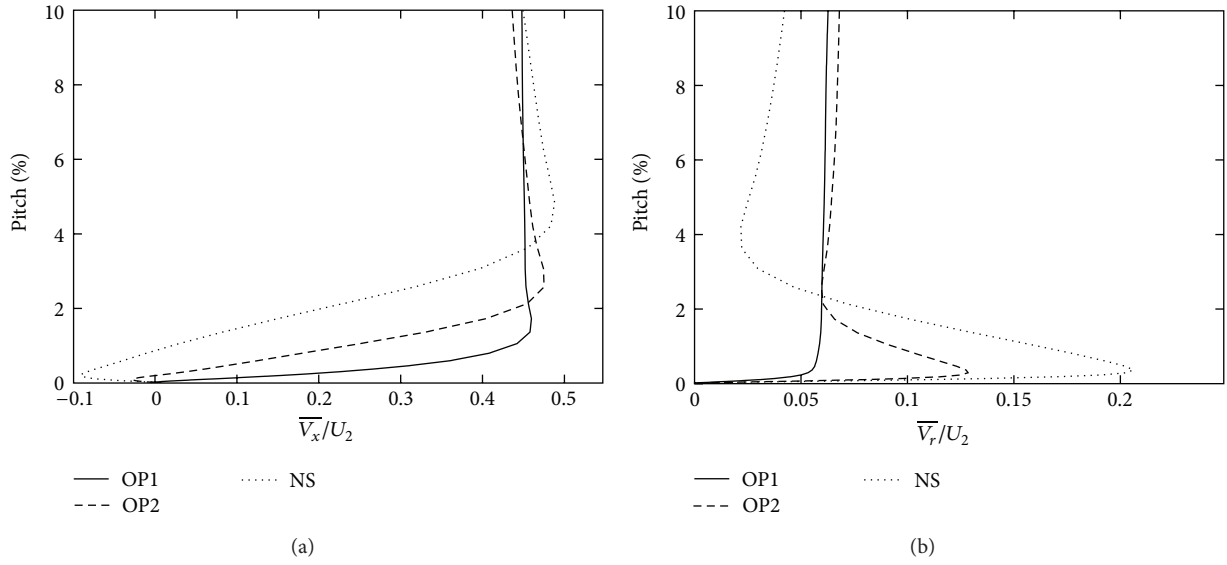 10
8
6
4
2
0
Pitch (%)
−0.1 0 0.1 0.2 0.3 0.4 0.5
V̅x̅/U2
OP1
OP2
NS
(a)
10
8
6
4
2
0
Pitch (%)
0 0.05 0.1 0.15 0.2
V̅r̅/U2
OP1
OP2
NS
(b)